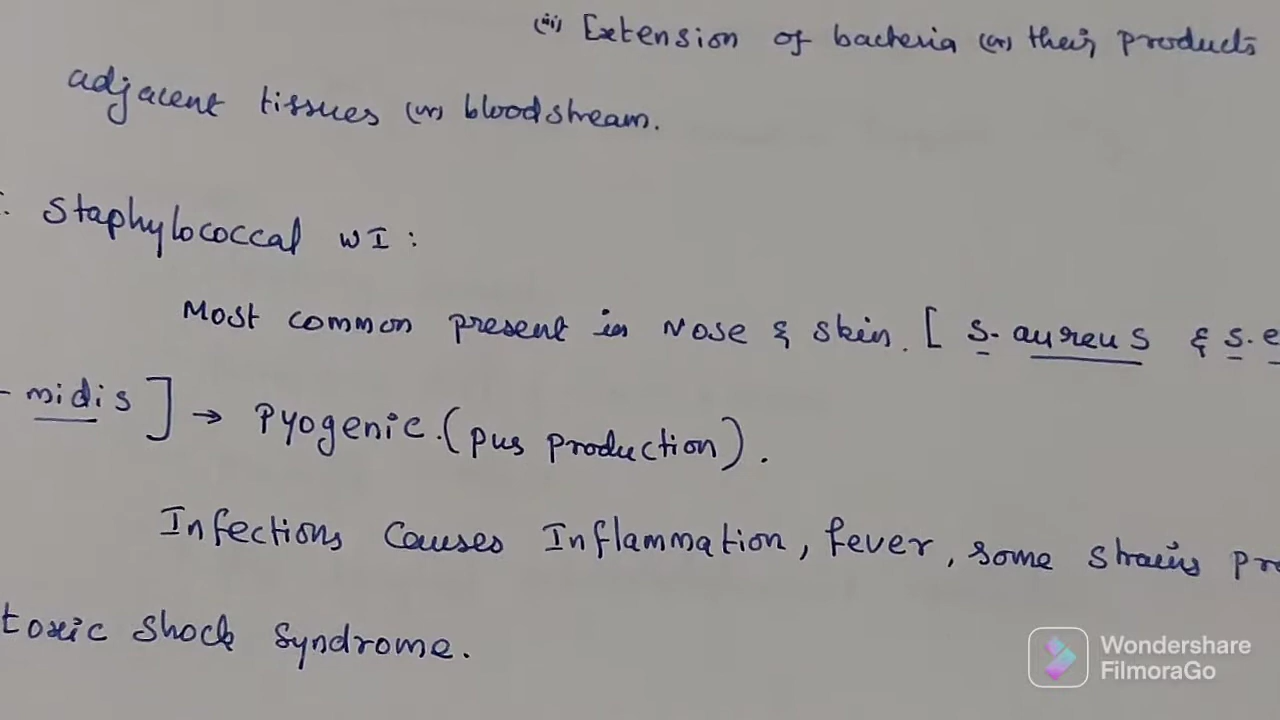 (iii) Extension of bacteria (or) their products
adjacent tissues (or) bloodstream.
Staphylococcal WI :
Most common present in Nose & skin. [ S. aureus & S. e
- midis ] → Pyogenic. (pus production).
Infections causes Inflammation, fever, some strains pro
toxic shock syndrome.
Wondershare
FilmoraGo